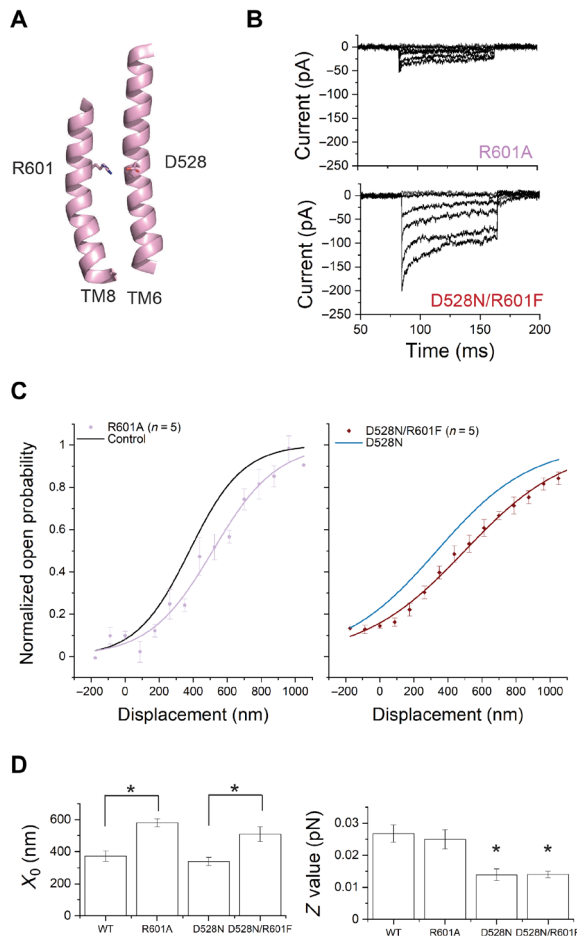 A
R601
D528
TM8
TM6
B
Current (pA)
0
−50
−100
−150
−200
−250
R601A
Current (pA)
0
−50
−100
−150
−200
−250
D528N/R601F
50
100
150
200
Time (ms)
C
Normalized open probability
1
0.8
0.6
0.4
0.2
0
R601A (n = 5)
Control
−200 0 200 400 600 800 1000
Displacement (nm)
D528N/R601F (n = 5)
D528N
−200 0 200 400 600 800 1000
Displacement (nm)
D
X0 (nm)
600
400
200
0
*
*
WT R601A D528N D528N/R601F
Z value (pN)
0.03
0.02
0.01
0
*
*
WT R601A D528N D528N/R601F